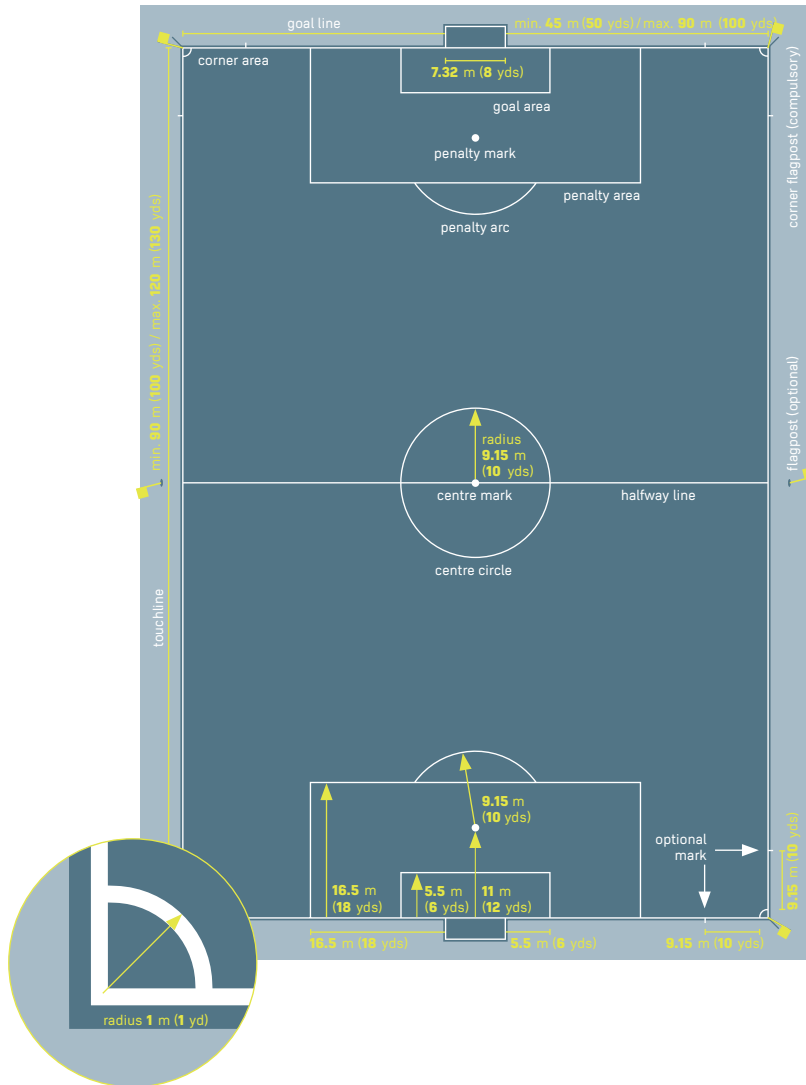 goal line
min. 45 m (50 yds) / max. 90 m (100 yds)
corner area
7.32 m (8 yds)
goal area
penalty mark
penalty area
penalty arc
corner flagpost (compulsory)
min. 90 m (100 yds) / max. 120 m (130 yds)
radius
9.15 m
(10 yds)
flagpost (optional)
centre mark
halfway line
centre circle
touchline
9.15 m
(10 yds)
optional
mark
9.15 m (10 yds)
16.5 m
(18 yds)
5.5 m
(6 yds)
11 m
(12 yds)
16.5 m (18 yds)
5.5 m (6 yds)
9.15 m (10 yds)
radius 1 m (1 yd)